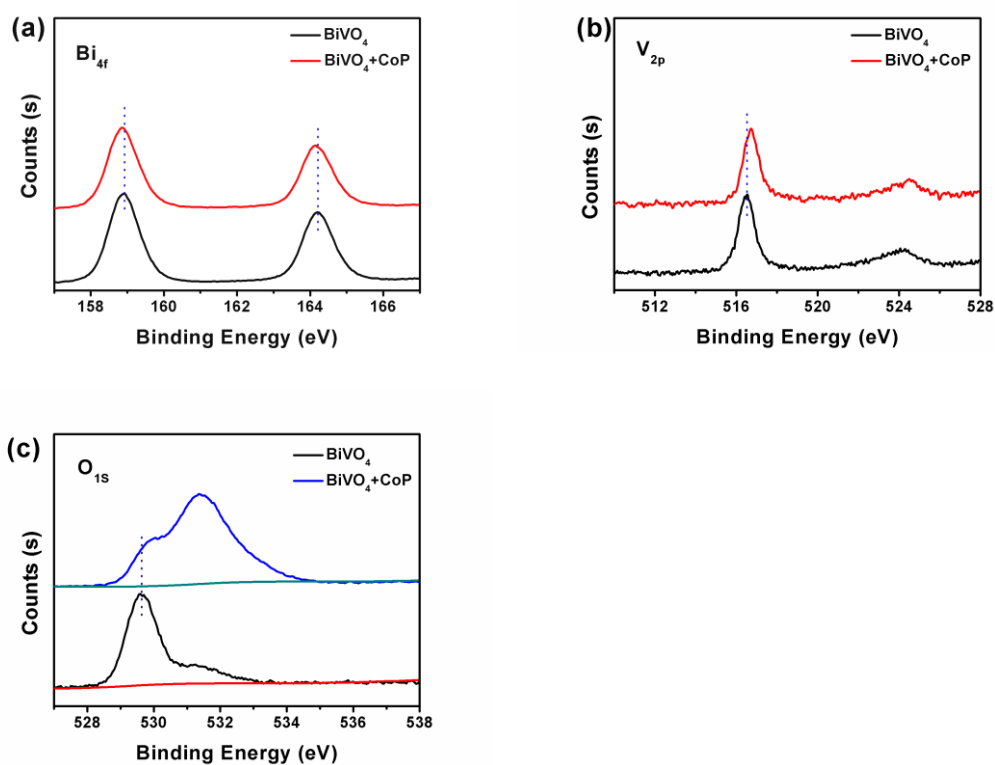 (a)
Bi4f
BiVO4
BiVO4+CoP
Counts (s)
158 160 162 164 166
Binding Energy (eV)
(b)
V2p
BiVO4
BiVO4+CoP
Counts (s)
512 516 520 524 528
Binding Energy (eV)
(c)
O1S
BiVO4
BiVO4+CoP
Counts (s)
528 530 532 534 536 538
Binding Energy (eV)